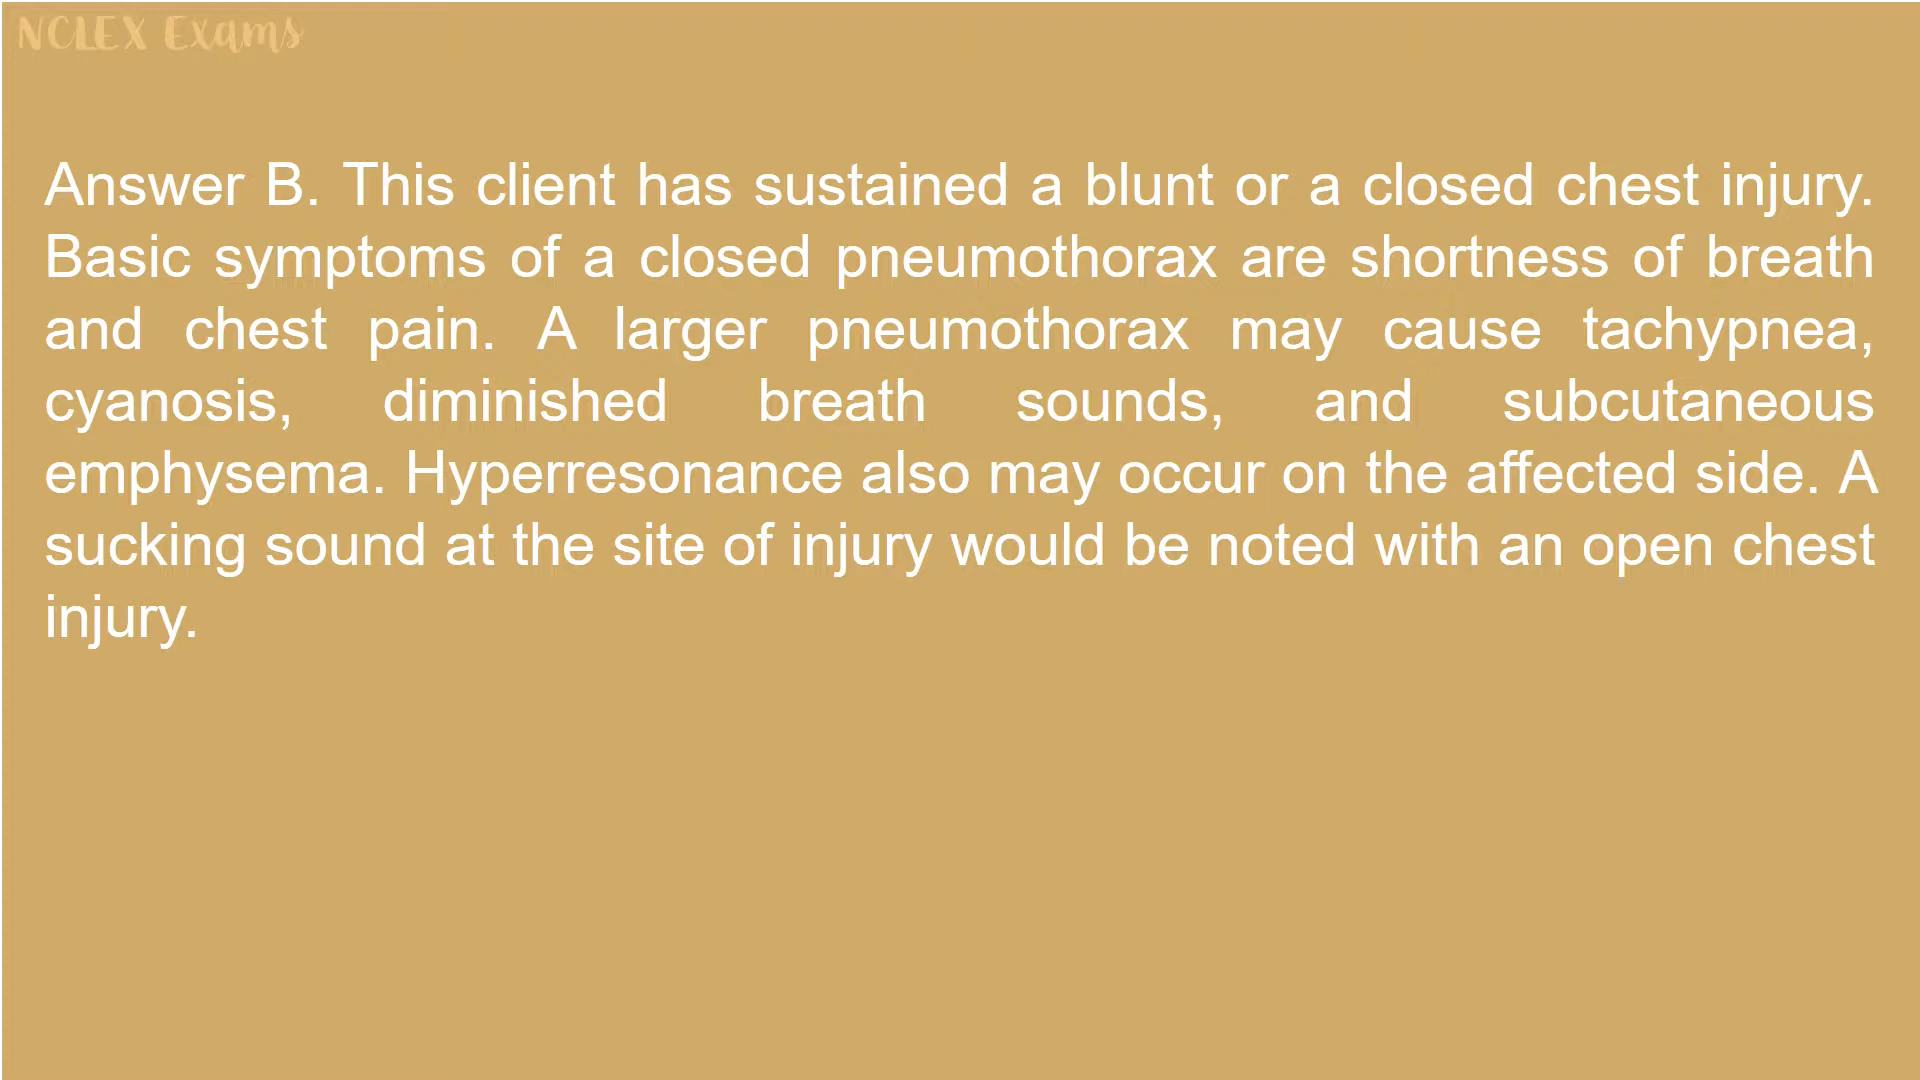 NCLEX Exams
Answer B. This client has sustained a blunt or a closed chest injury.
Basic symptoms of a closed pneumothorax are shortness of breath
and chest pain. A larger pneumothorax may cause tachypnea,
cyanosis, diminished breath sounds, and subcutaneous
emphysema. Hyperresonance also may occur on the affected side. A
sucking sound at the site of injury would be noted with an open chest
injury.